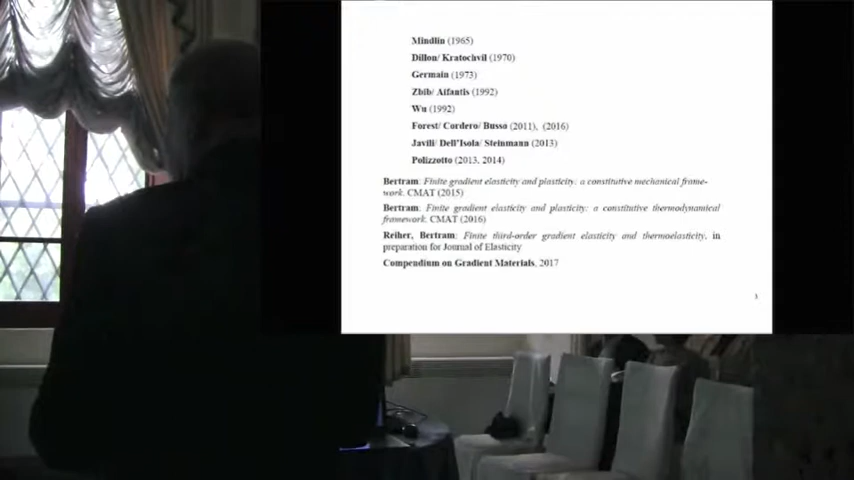 Mindlin (1965)
Dillon/ Kratochvil (1970)
Germain (1973)
Zbib/ Aifantis (1992)
Wu (1992)
Forest/ Cordero/ Busso (2011), (2016)
Javili/ Dell'Isola/ Steinmann (2013)
Polizzotto (2013, 2014)
Bertram: Finite gradient elasticity and plasticity: a constitutive mechanical frame-
work. CMAT (2015)
Bertram: Finite gradient elasticity and plasticity: a constitutive thermodynamical
framework. CMAT (2016)
Reiher, Bertram: Finite third-order gradient elasticity and thermoelasticity, in
preparation for Journal of Elasticity
Compendium on Gradient Materials, 2017
3